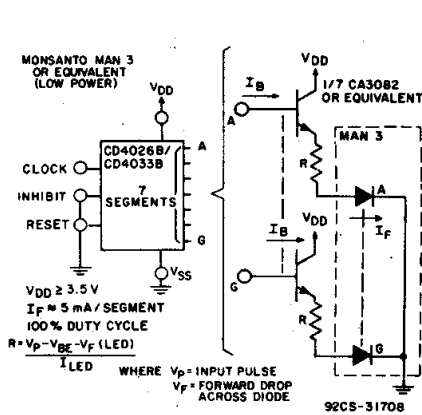 MONSANTO MAN 3
OR EQUIVALENT
(LOW POWER)
VDD
CD4026B/
CD4033B
7
SEGMENTS
A
G
CLOCK
INHIBIT
RESET
VSS
VDD ≥ 3.5 V
IF ≈ 5 mA/SEGMENT
100 % DUTY CYCLE
R = VP-VBE-VF (LED)
ILED
VDD
IB
1/7 CA3082
OR EQUIVALENT
A
MAN 3
R
A
IF
VDD
IB
G
R
G
WHERE VP = INPUT PULSE
VF = FORWARD DROP
ACROSS DIODE
92CS-31708